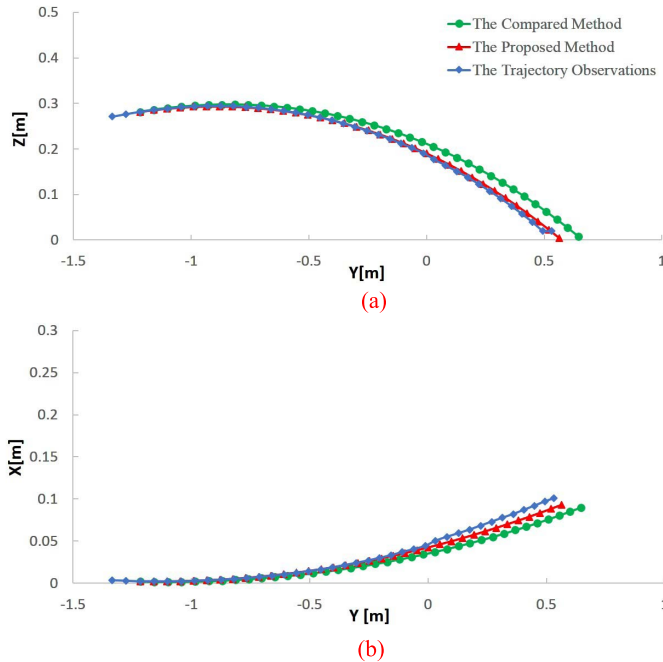 The Compared Method
The Proposed Method
The Trajectory Observations
0.5
0.4
0.3
0.2
0.1
0
Z[m]
-1.5
-1
-0.5
0
0.5
1
Y[m]
(a)
0.3
0.25
0.2
0.15
0.1
0.05
0
X[m]
-1.5
-1
-0.5
0
0.5
1
Y [m]
(b)